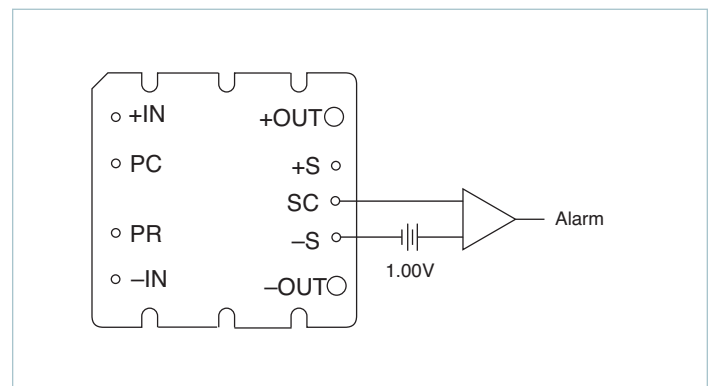 +IN
+OUT
PC
+S
SC
PR
–S
Alarm
1.00V
–IN
–OUT